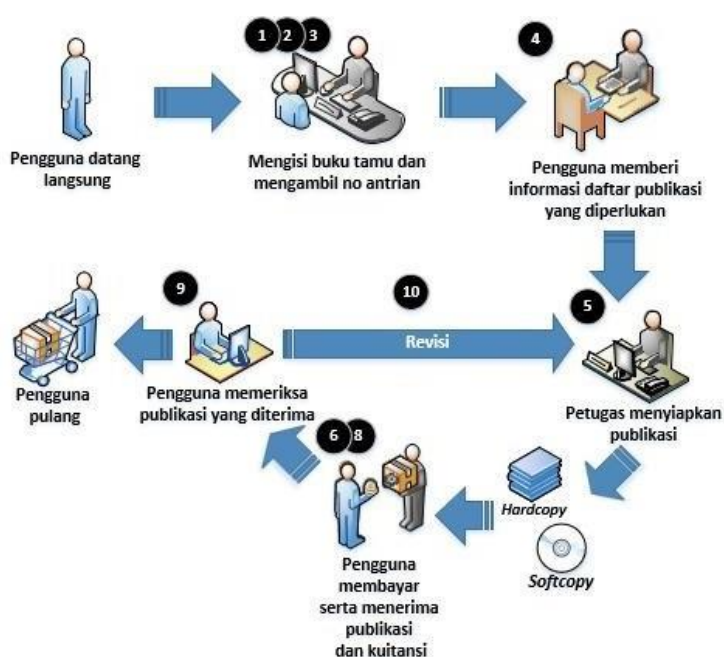 1 2 3
4
Pengguna datang
langsung
Mengisi buku tamu dan
mengambil no antrian
Pengguna memberi
informasi daftar publikasi
yang diperlukan
5
Petugas menyiapkan
publikasi
Hardcopy
Softcopy
6 8
Pengguna
membayar
serta menerima
publikasi
dan kuitansi
9
Pengguna memeriksa
publikasi yang diterima
10
Revisi
Pengguna
pulang